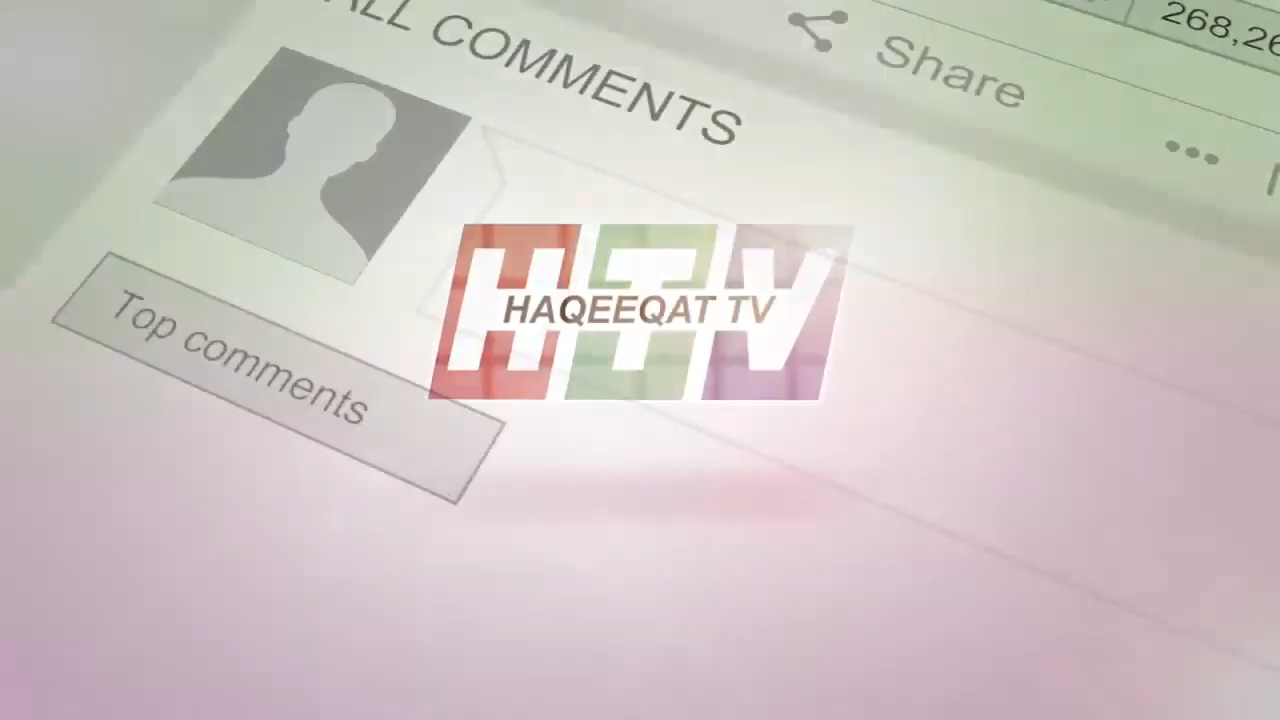 268,26
Share
ALL COMMENTS
HTV
HAQEEQAT TV
Top comments